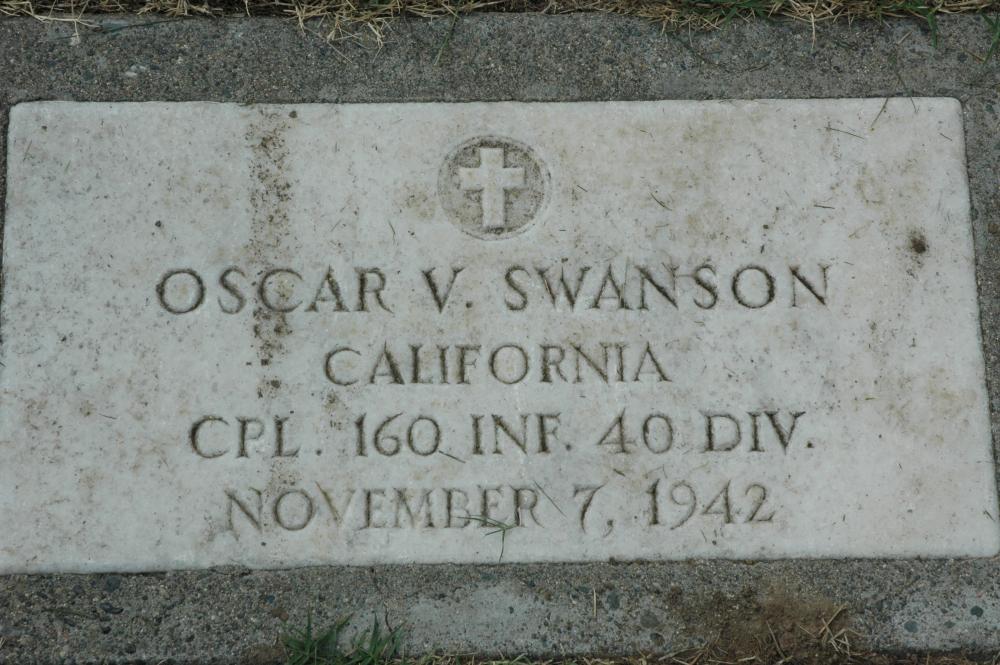 OSCAR V. SWANSON
CALIFORNIA
CPL. 160 INF. 40 DIV.
NOVEMBER 7, 1942